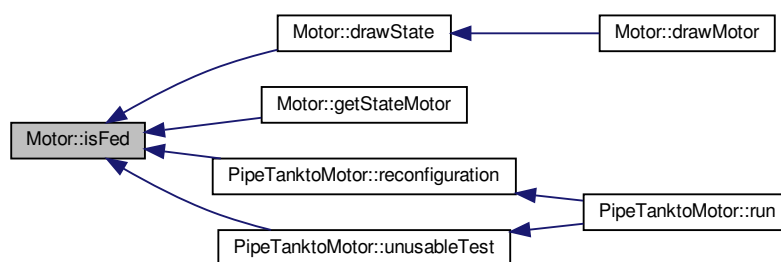 Motor::drawState
Motor::drawMotor
Motor::getStateMotor
Motor::isFed
PipeTanktoMotor::reconfiguration
PipeTanktoMotor::run
PipeTanktoMotor::unusableTest